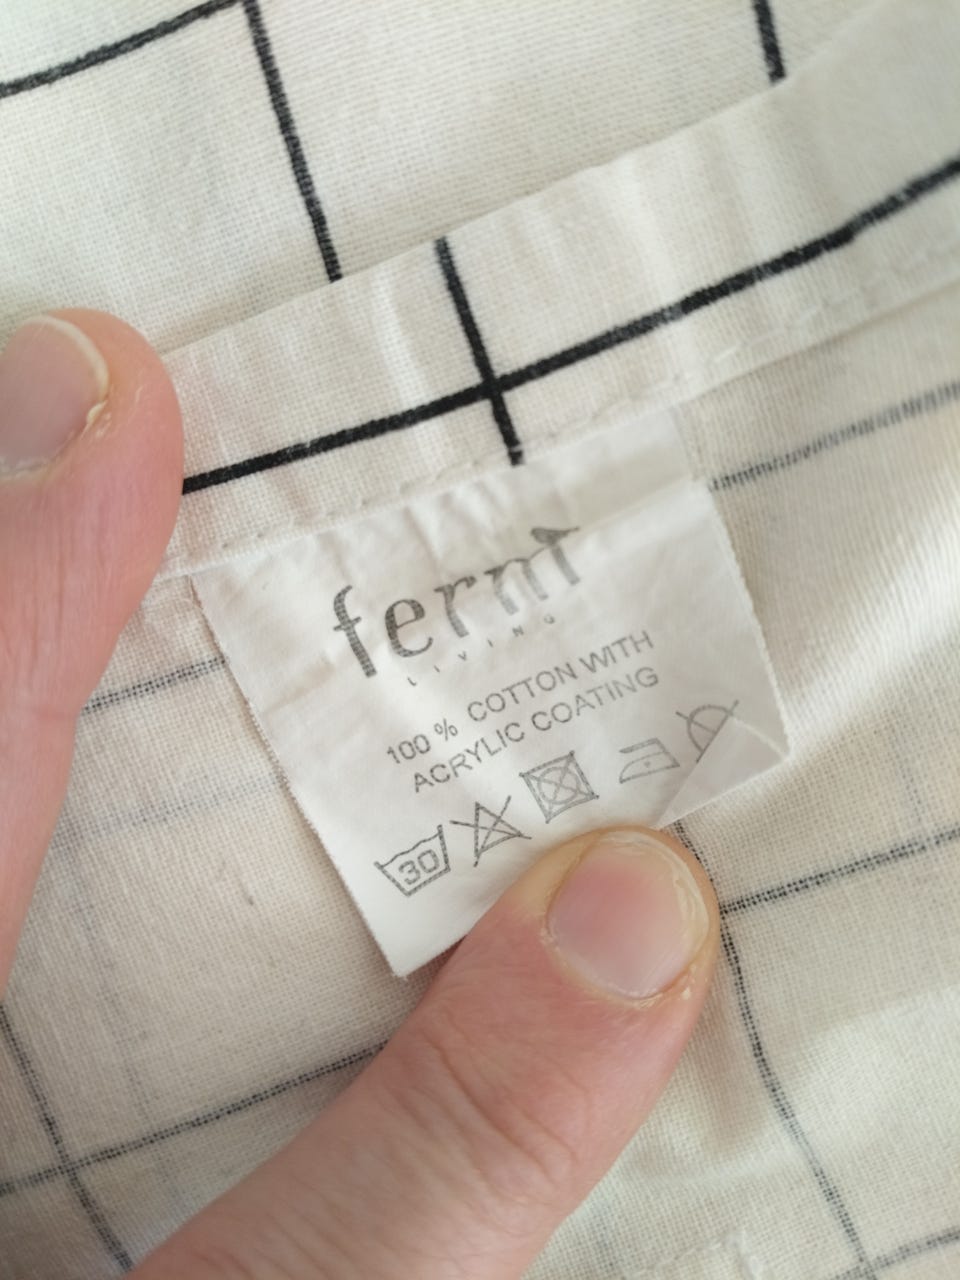 ferm
LIVING
100 % COTTON WITH
ACRYLIC COATING
30